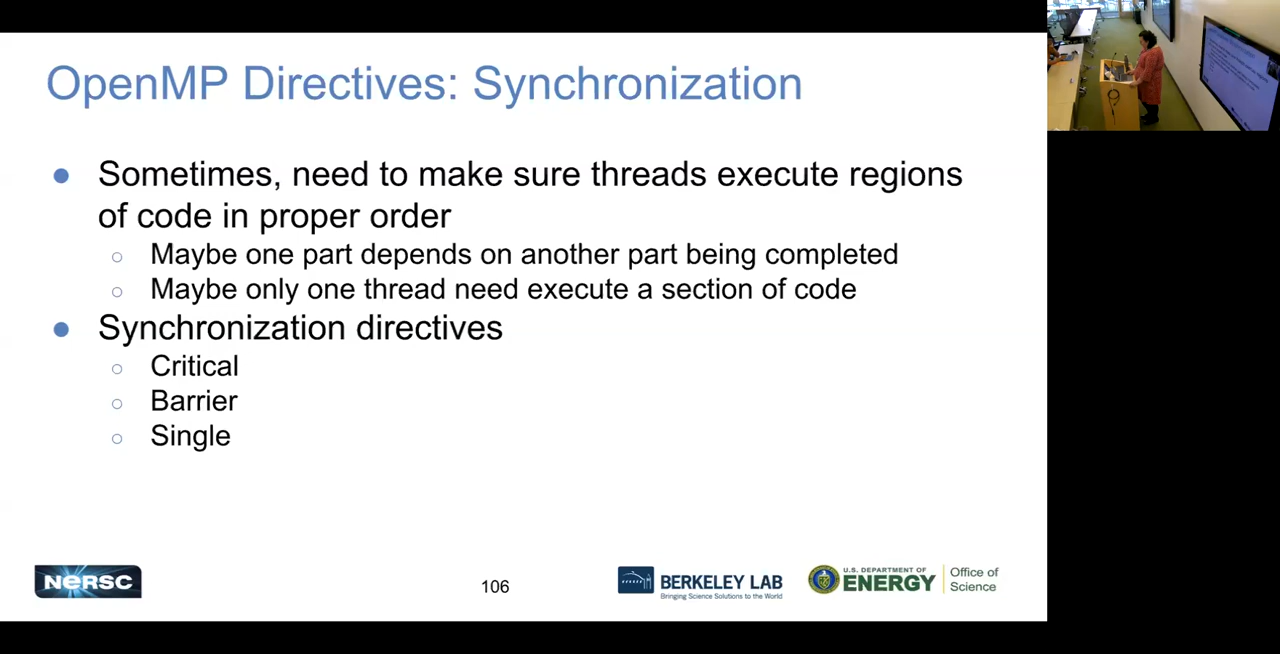 OpenMP Directives: Synchronization
● Sometimes, need to make sure threads execute regions
of code in proper order
○ Maybe one part depends on another part being completed
○ Maybe only one thread need execute a section of code
● Synchronization directives
○ Critical
○ Barrier
○ Single
NERSC
106
BERKELEY LAB
Bringing Science Solutions to the World
U.S. DEPARTMENT OF
ENERGY
Office of
Science